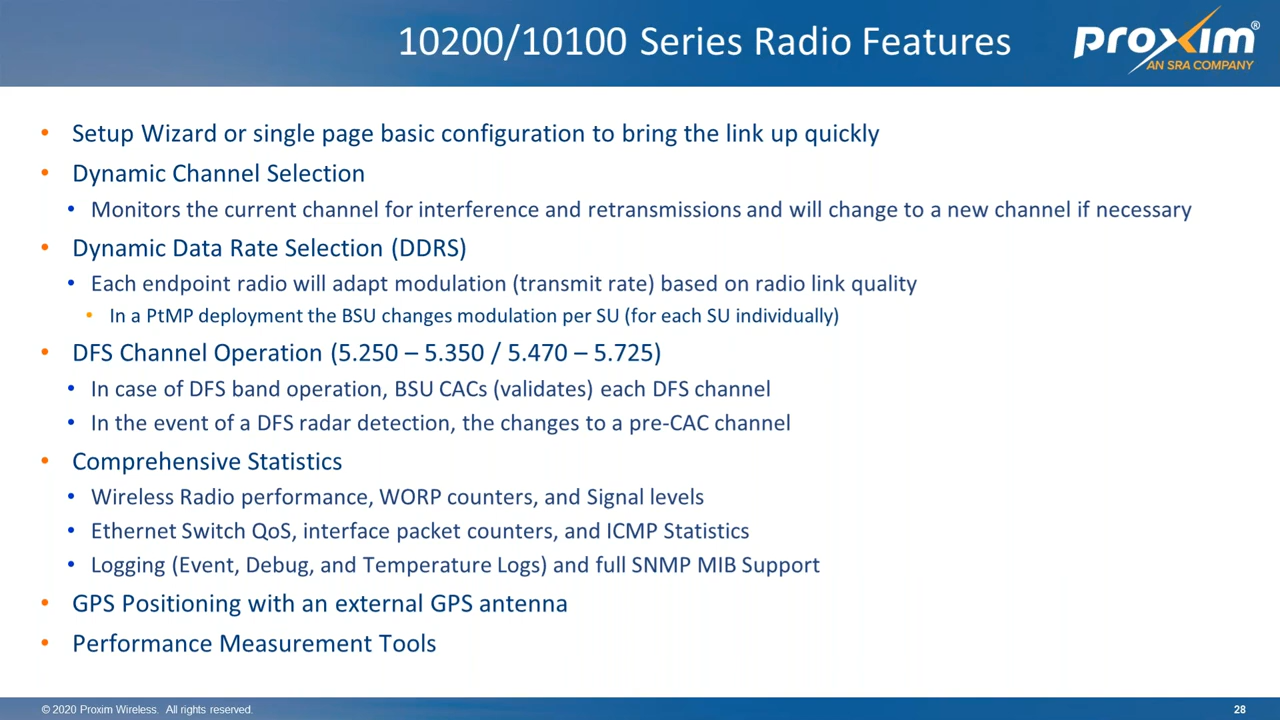 10200/10100 Series Radio Features
proxim®
AN SRA COMPANY
• Setup Wizard or single page basic configuration to bring the link up quickly
• Dynamic Channel Selection
• Monitors the current channel for interference and retransmissions and will change to a new channel if necessary
• Dynamic Data Rate Selection (DDRS)
• Each endpoint radio will adapt modulation (transmit rate) based on radio link quality
• In a PtMP deployment the BSU changes modulation per SU (for each SU individually)
• DFS Channel Operation (5.250 – 5.350 / 5.470 – 5.725)
• In case of DFS band operation, BSU CACs (validates) each DFS channel
• In the event of a DFS radar detection, the changes to a pre-CAC channel
• Comprehensive Statistics
• Wireless Radio performance, WORP counters, and Signal levels
• Ethernet Switch QoS, interface packet counters, and ICMP Statistics
• Logging (Event, Debug, and Temperature Logs) and full SNMP MIB Support
• GPS Positioning with an external GPS antenna
• Performance Measurement Tools
© 2020 Proxim Wireless. All rights reserved.
28